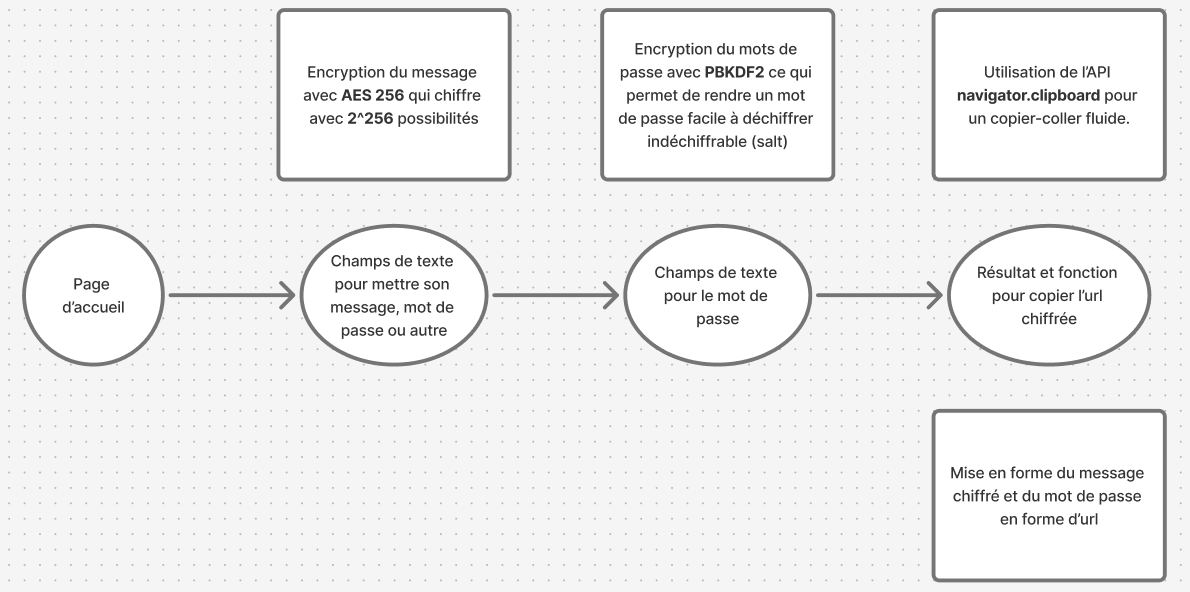 Encryption du message
avec AES 256 qui chiffre
avec 2^256 possibilités
Encryption du mots de
passe avec PBKDF2 ce qui
permet de rendre un mot
de passe facile à déchiffrer
indéchiffrable (salt)
Utilisation de l’API
navigator.clipboard pour
un copier-coller fluide.
Page
d’accueil
Champs de texte
pour mettre son
message, mot de
passe ou autre
Champs de texte
pour le mot de
passe
Résultat et fonction
pour copier l’url
chiffrée
Mise en forme du message
chiffré et du mot de passe
en forme d’url